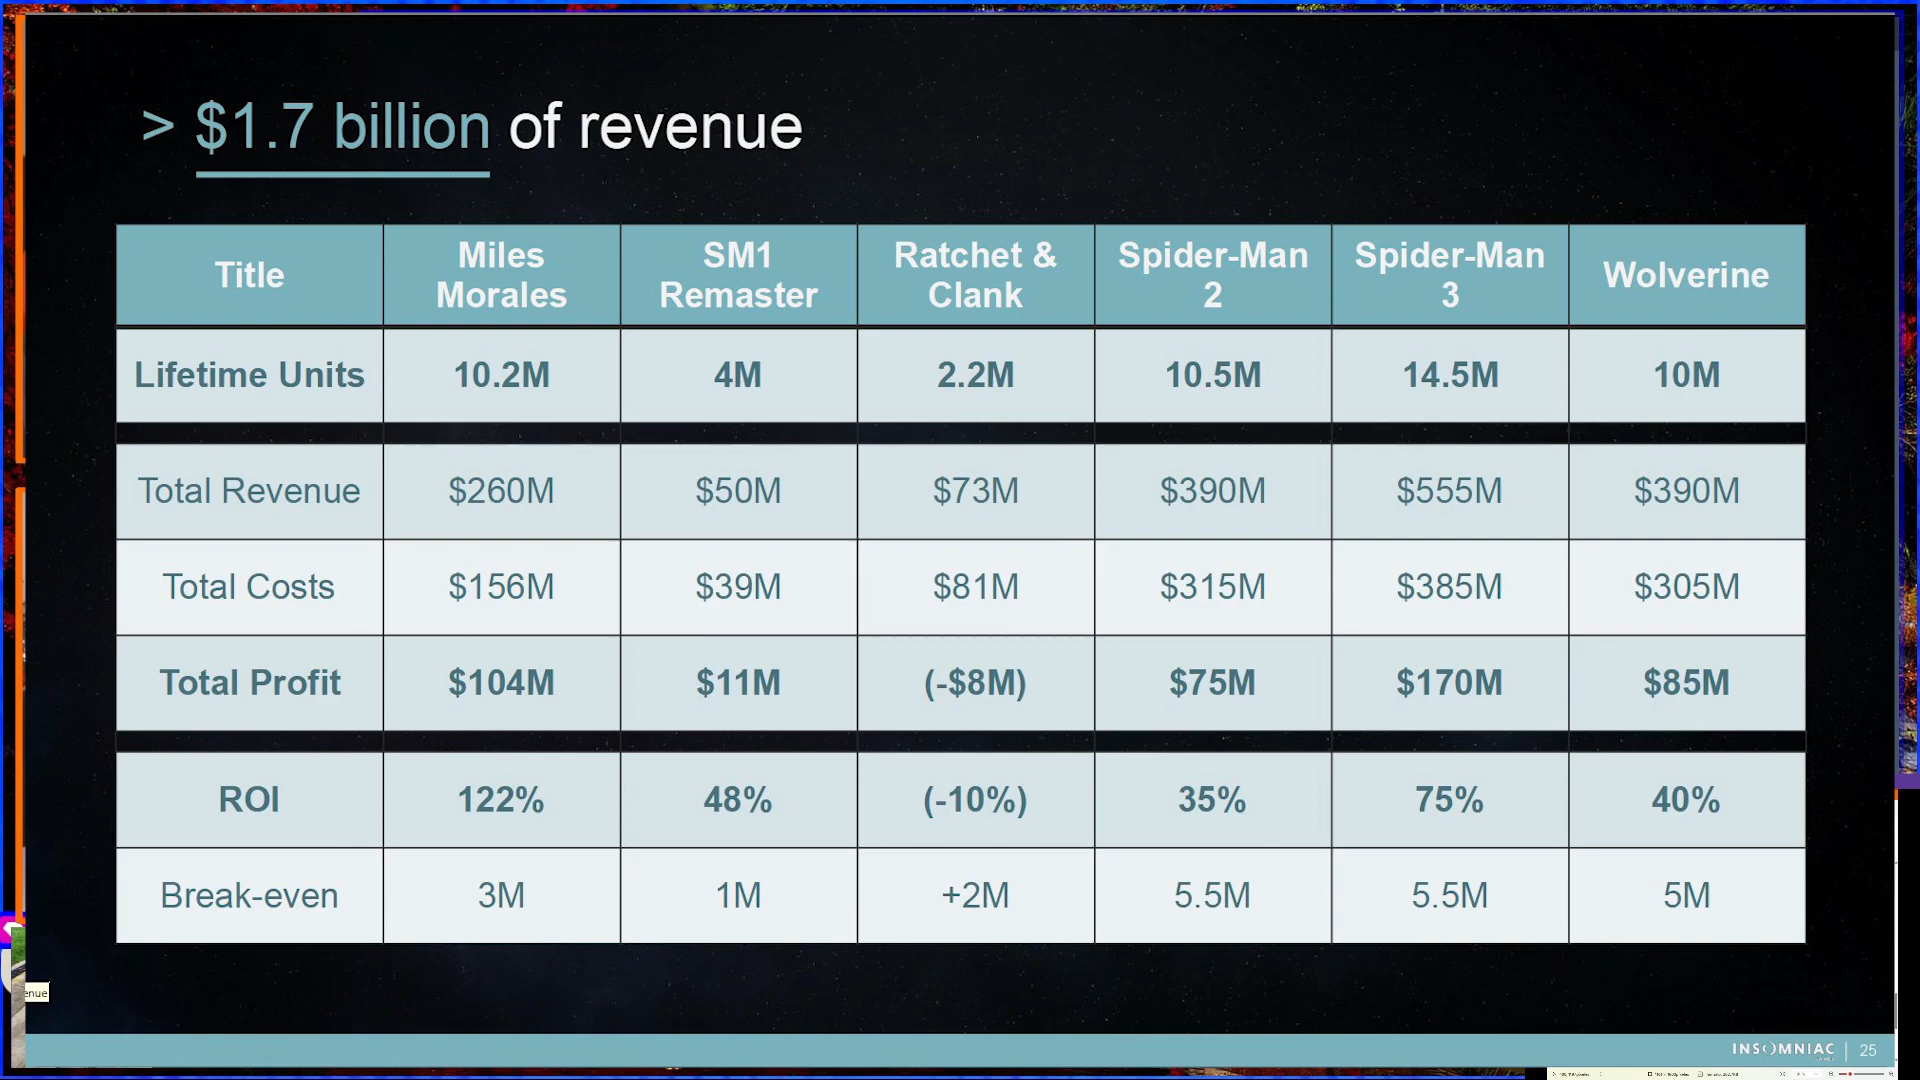 > $1.7 billion of revenue
Title
Miles Morales
SM1 Remaster
Ratchet & Clank
Spider-Man 2
Spider-Man 3
Wolverine
Lifetime Units 10.2M 4M 2.2M 10.5M 14.5M 10M
Total Revenue $260M $50M $73M $390M $555M $390M
Total Costs $156M $39M $81M $315M $385M $305M
Total Profit $104M $11M (-$8M) $75M $170M $85M
ROI 122% 48% (-10%) 35% 75% 40%
Break-even 3M 1M +2M 5.5M 5.5M 5M
enue
INSOMNIAC 25